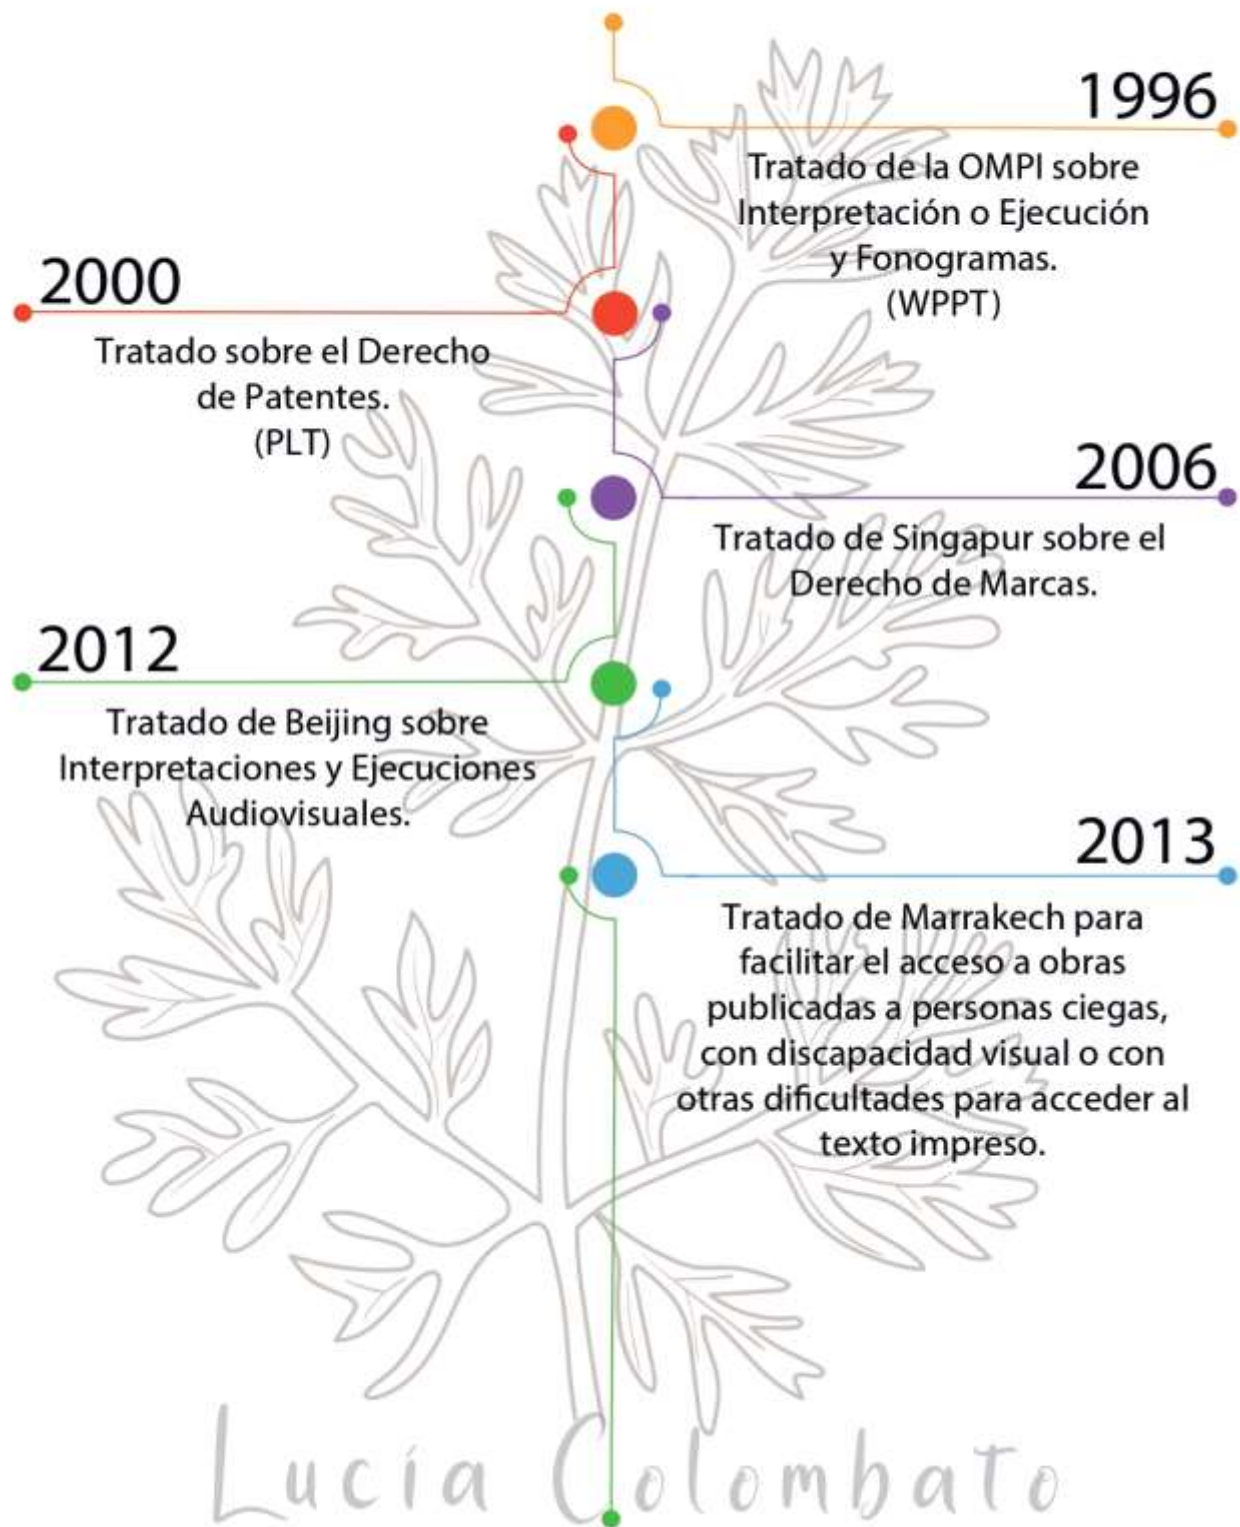 1996
Tratado de la OMPI sobre
Interpretación o Ejecución
y Fonogramas.
(WPPT)
2000
Tratado sobre el Derecho
de Patentes.
(PLT)
2006
Tratado de Singapur sobre el
Derecho de Marcas.
2012
Tratado de Beijing sobre
Interpretaciones y Ejecuciones
Audiovisuales.
2013
Tratado de Marrakech para
facilitar el acceso a obras
publicadas a personas ciegas,
con discapacidad visual o con
otras dificultades para acceder al
texto impreso.
Lucía Colombato